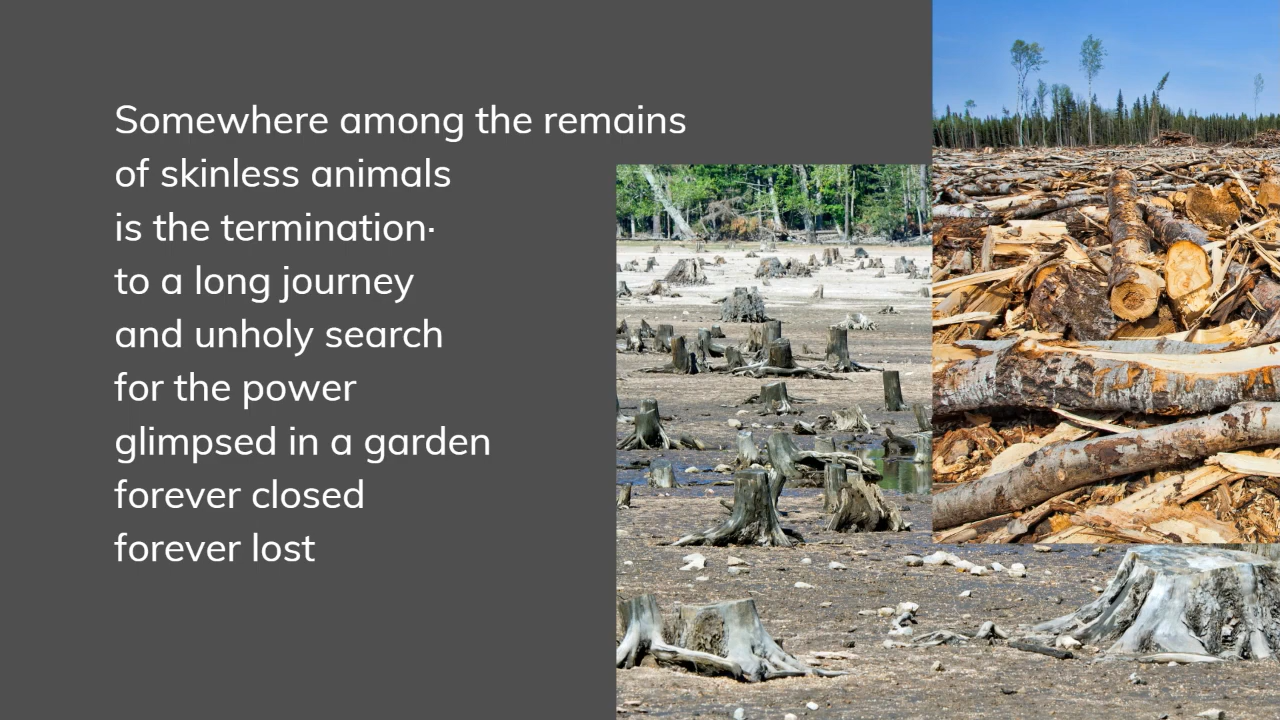 Somewhere among the remains
of skinless animals
is the termination·
to a long journey
and unholy search
for the power
glimpsed in a garden
forever closed
forever lost